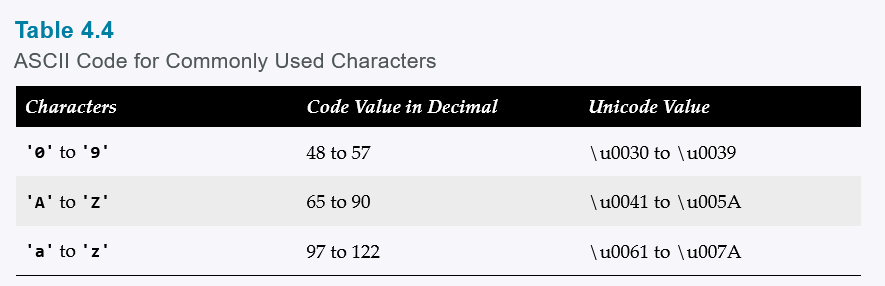 Table 4.4
ASCII Code for Commonly Used Characters
Characters Code Value in Decimal Unicode Value
'0' to '9' 48 to 57 \u0030 to \u0039
'A' to 'Z' 65 to 90 \u0041 to \u005A
'a' to 'z' 97 to 122 \u0061 to \u007A